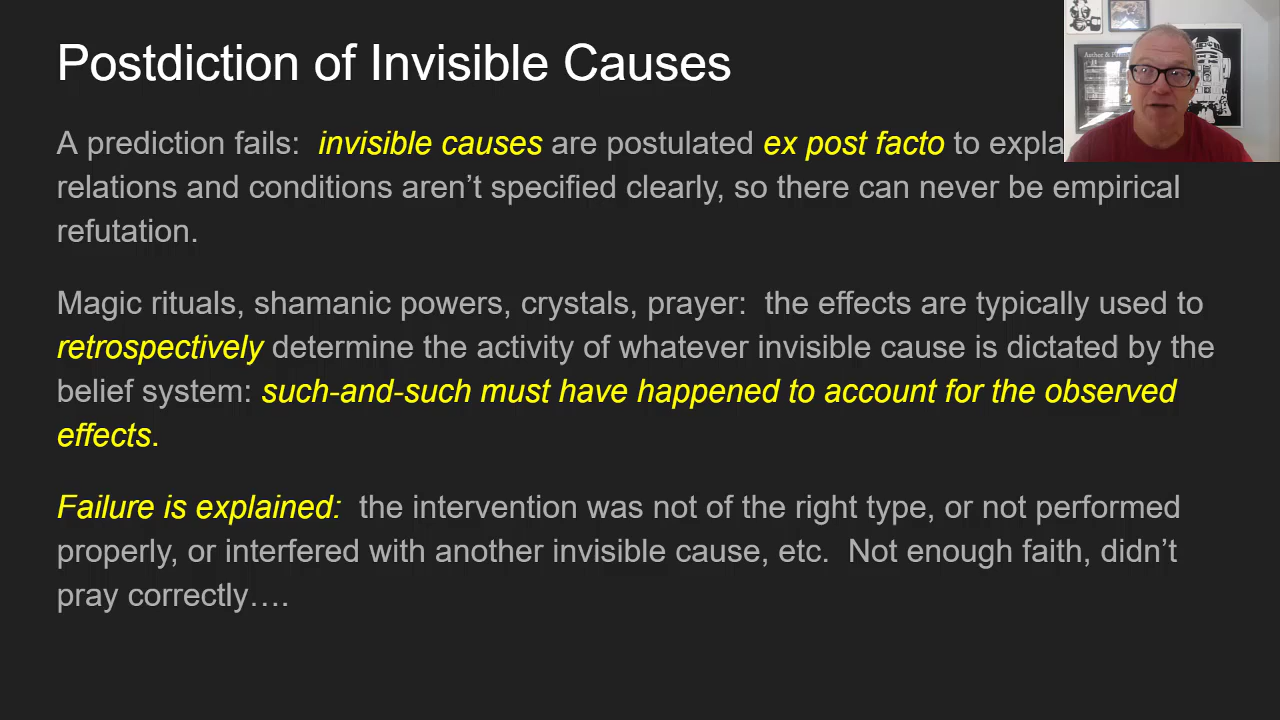 Postdiction of Invisible Causes
A prediction fails:  invisible causes are postulated ex post facto to expla
relations and conditions aren’t specified clearly, so there can never be empirical
refutation.
Magic rituals, shamanic powers, crystals, prayer:  the effects are typically used to
retrospectively determine the activity of whatever invisible cause is dictated by the
belief system: such-and-such must have happened to account for the observed
effects.
Failure is explained:  the intervention was not of the right type, or not performed
properly, or interfered with another invisible cause, etc.  Not enough faith, didn’t
pray correctly….